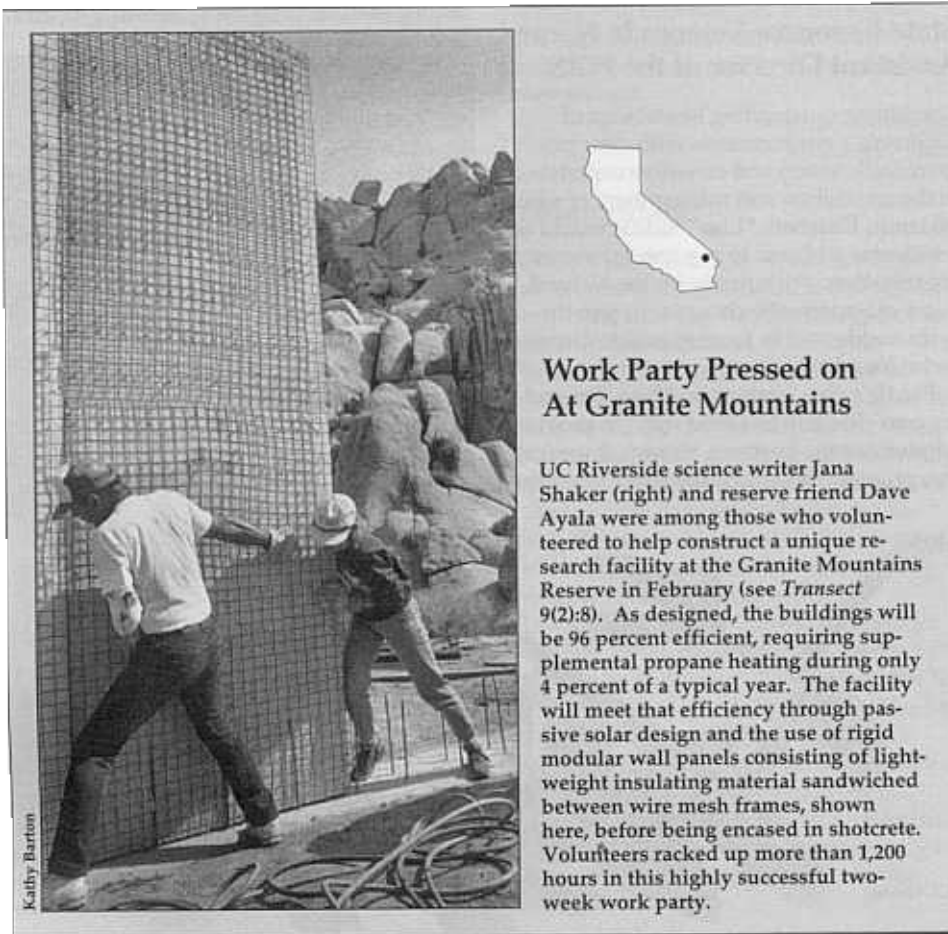 Work Party Pressed on
At Granite Mountains
UC Riverside science writer Jana
Shaker (right) and reserve friend Dave
Ayala were among those who volun-
teered to help construct a unique re-
search facility at the Granite Mountains
Reserve in February (see Transect
9(2):8). As designed, the buildings will
be 96 percent efficient, requiring sup-
plemental propane heating during only
4 percent of a typical year. The facility
will meet that efficiency through pas-
sive solar design and the use of rigid
modular wall panels consisting of light-
weight insulating material sandwiched
between wire mesh frames, shown
here, before being encased in shotcrete.
Volunteers racked up more than 1,200
hours in this highly successful two-
week work party.
Kathy Barton